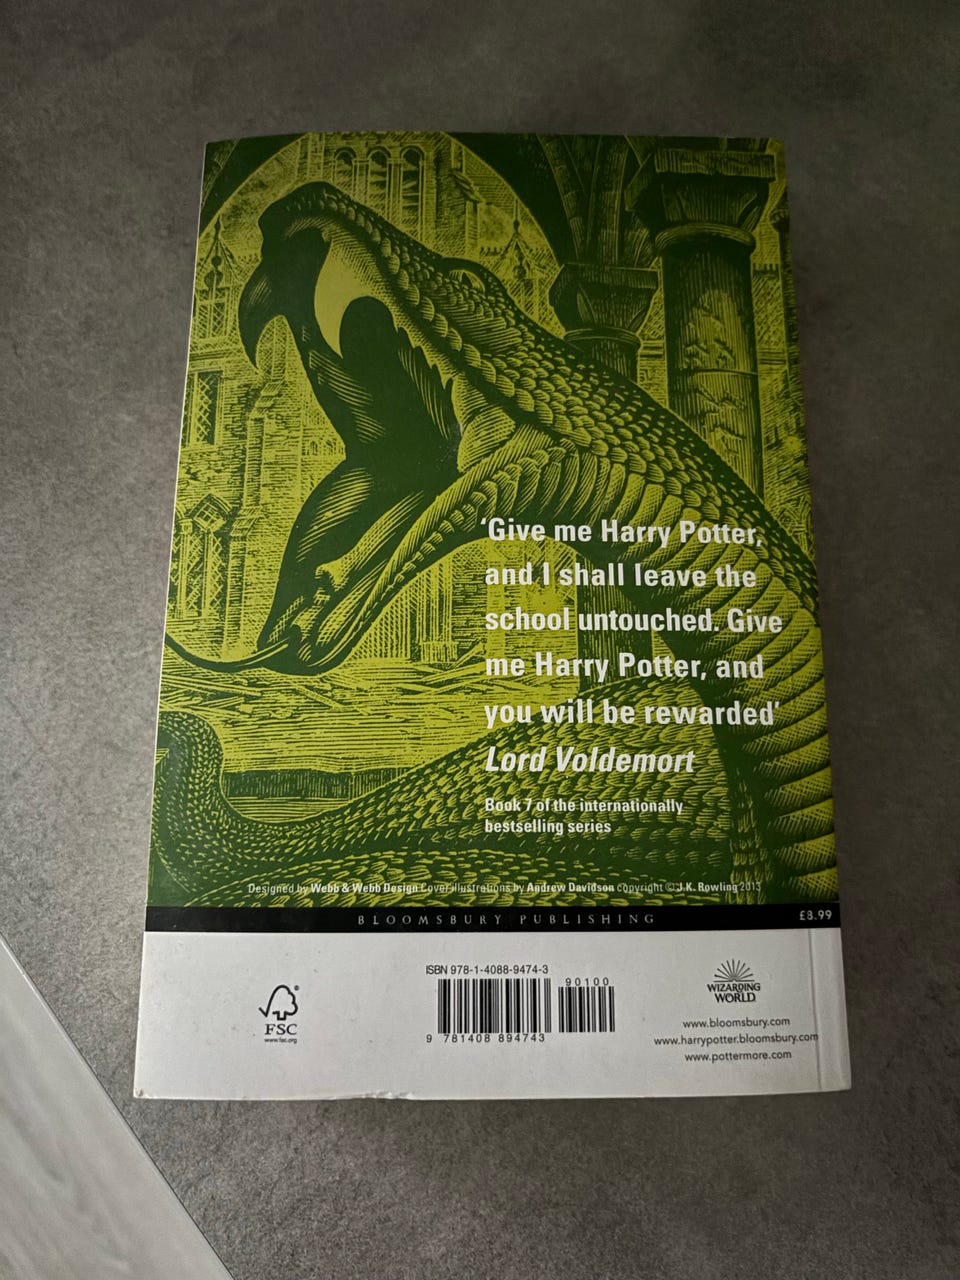 ‘Give me Harry Potter,
and I shall leave the
school untouched. Give
me Harry Potter, and
you will be rewarded’
Lord Voldemort
Book 7 of the internationally
bestselling series
Designed by Webb & Webb Design Cover illustrations by Andrew Davidson copyright © J.K. Rowling 2013
BLOOMSBURY PUBLISHING
£8.99
ISBN 978-1-4088-9474-3
90100
9 781408 894743
FSC
www.fsc.org
WIZARDING
WORLD
www.bloomsbury.com
www.harrypotter.bloomsbury.com
www.pottermore.com